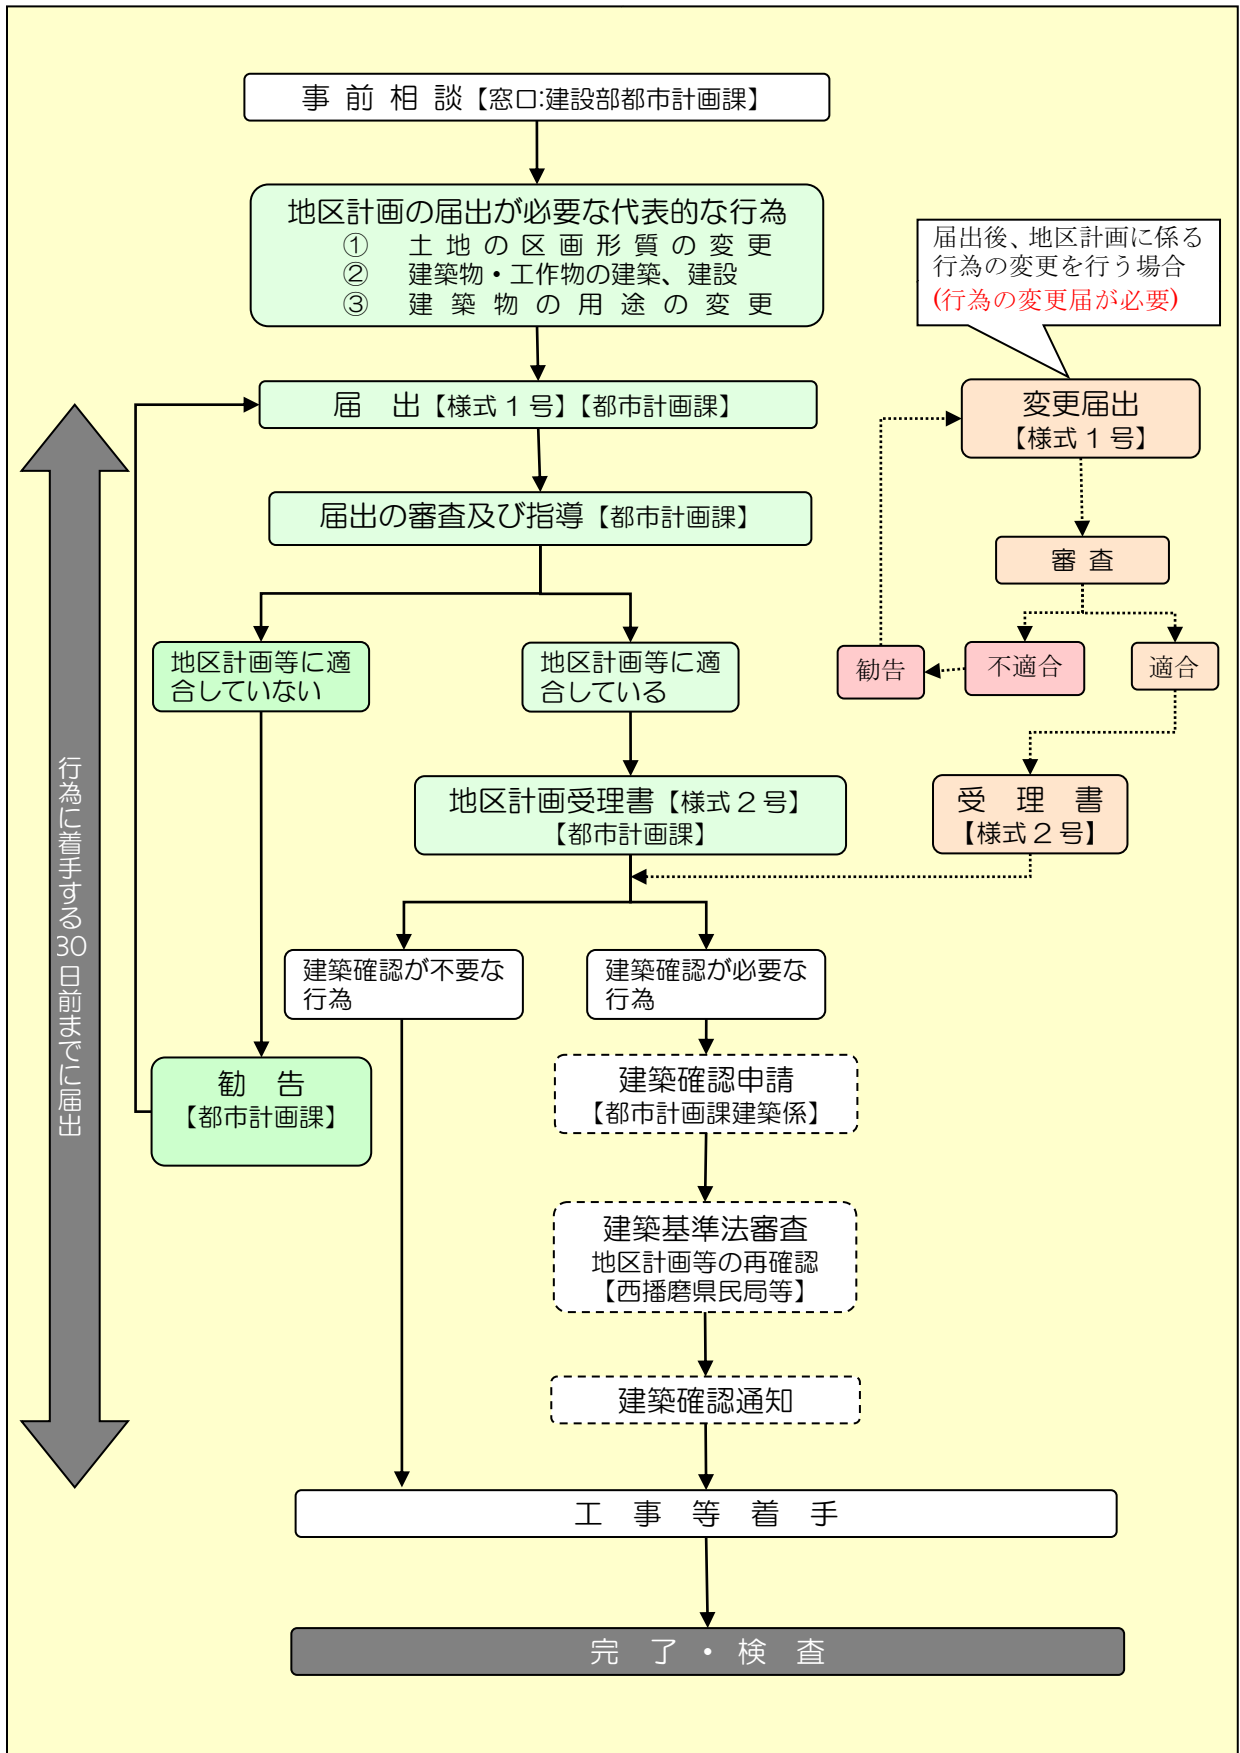 事前相談【窓口:建設部都市計画課】
地区計画の届出が必要な代表的な行為
① 土地の区画形質の変更
② 建築物・工作物の建築、建設
③ 建築物の用途の変更
届出後、地区計画に係る
行為の変更を行う場合
(行為の変更届が必要)
届 出【様式1号】【都市計画課】
変更届出
【様式1号】
届出の審査及び指導【都市計画課】
審査
地区計画等に適
合していない
地区計画等に適
合している
勧告
不適合
適合
地区計画受理書【様式2号】
【都市計画課】
受 理 書
【様式2号】
行為に着手する30日前までに届出
建築確認が不要な
行為
建築確認が必要な
行為
勧 告
【都市計画課】
建築確認申請
【都市計画課建築係】
建築基準法審査
地区計画等の再確認
【西播磨県民局等】
建築確認通知
工 事 等 着 手
完 了 ・ 検 査